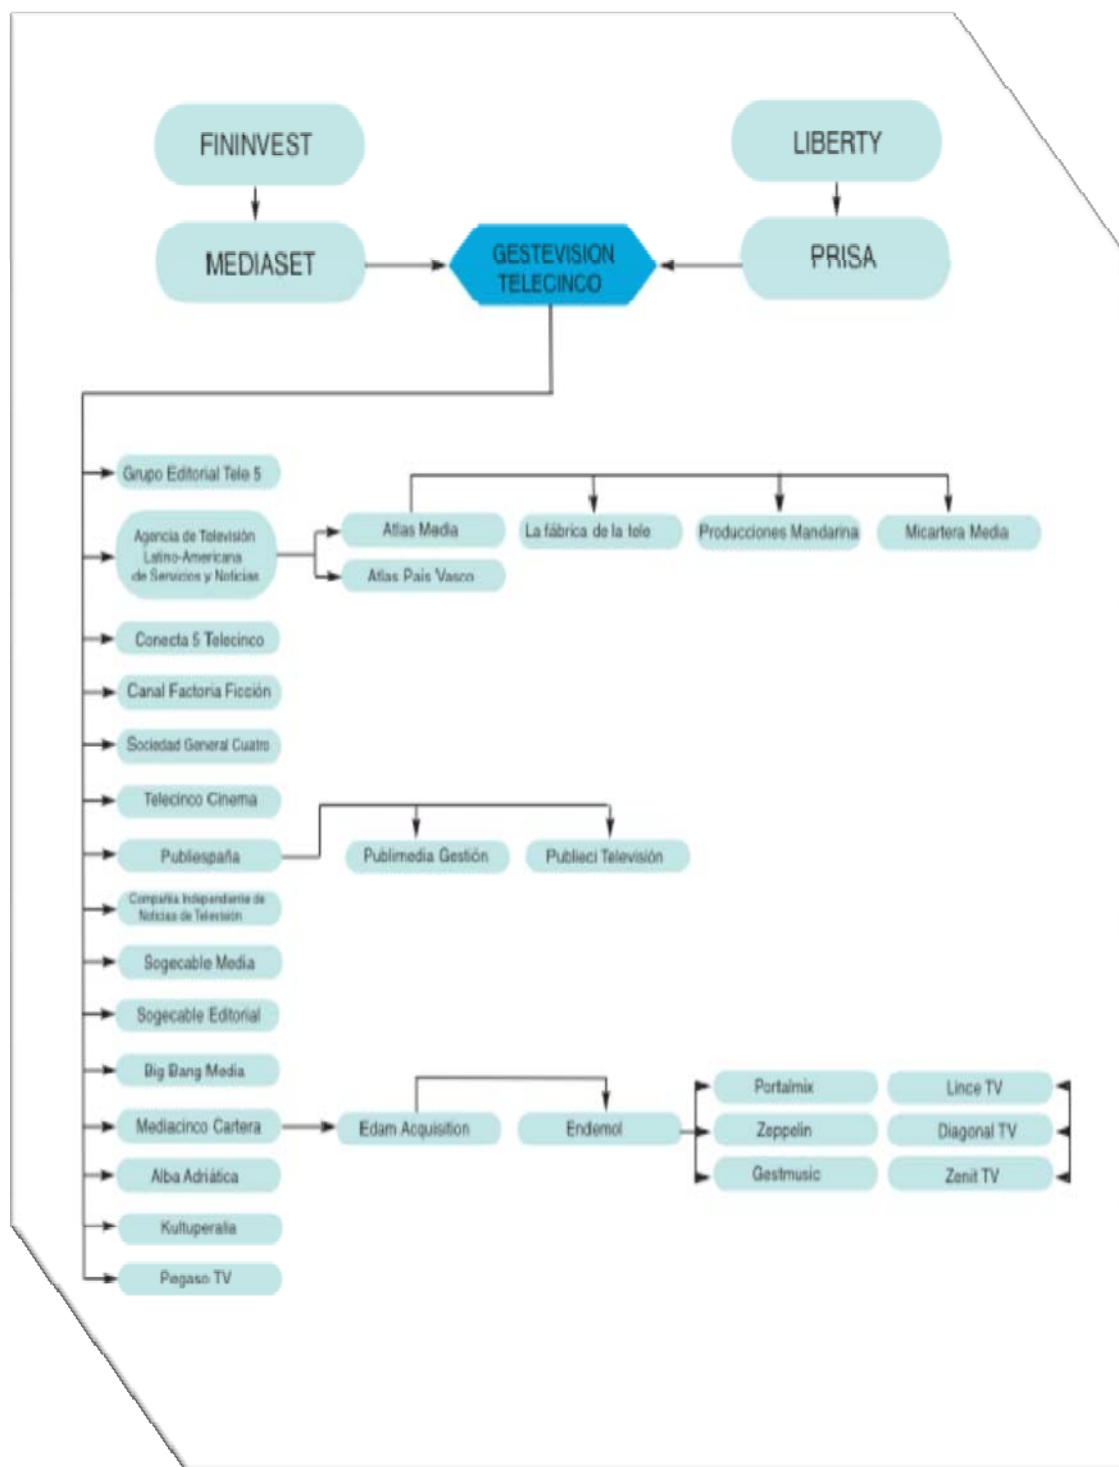 FININVEST
LIBERTY
MEDIASET
GESTEVISION
TELECINCO
PRISA
Grupo Editorial Tele 5
Agencia de Televisión
Latino-Americana
de Servicios y Noticias
Atlas Media
La fábrica de la tele
Producciones Mandarina
Micartera Media
Atlas País Vasco
Conecta 5 Telecinco
Canal Factoría Ficción
Sociedad General Cuatro
Telecinco Cinema
Publiespaña
Publimedia Gestión
Publieci Televisión
Compañía Independiente de
Noticias de Televisión
Sogecable Media
Sogecable Editorial
Big Bang Media
Mediacinco Cartera
Edam Acquisition
Endemol
Portalmix
Lince TV
Zeppelin
Diagonal TV
Gestmusic
Zenit TV
Alba Adriática
Kultuperalia
Pegaso TV